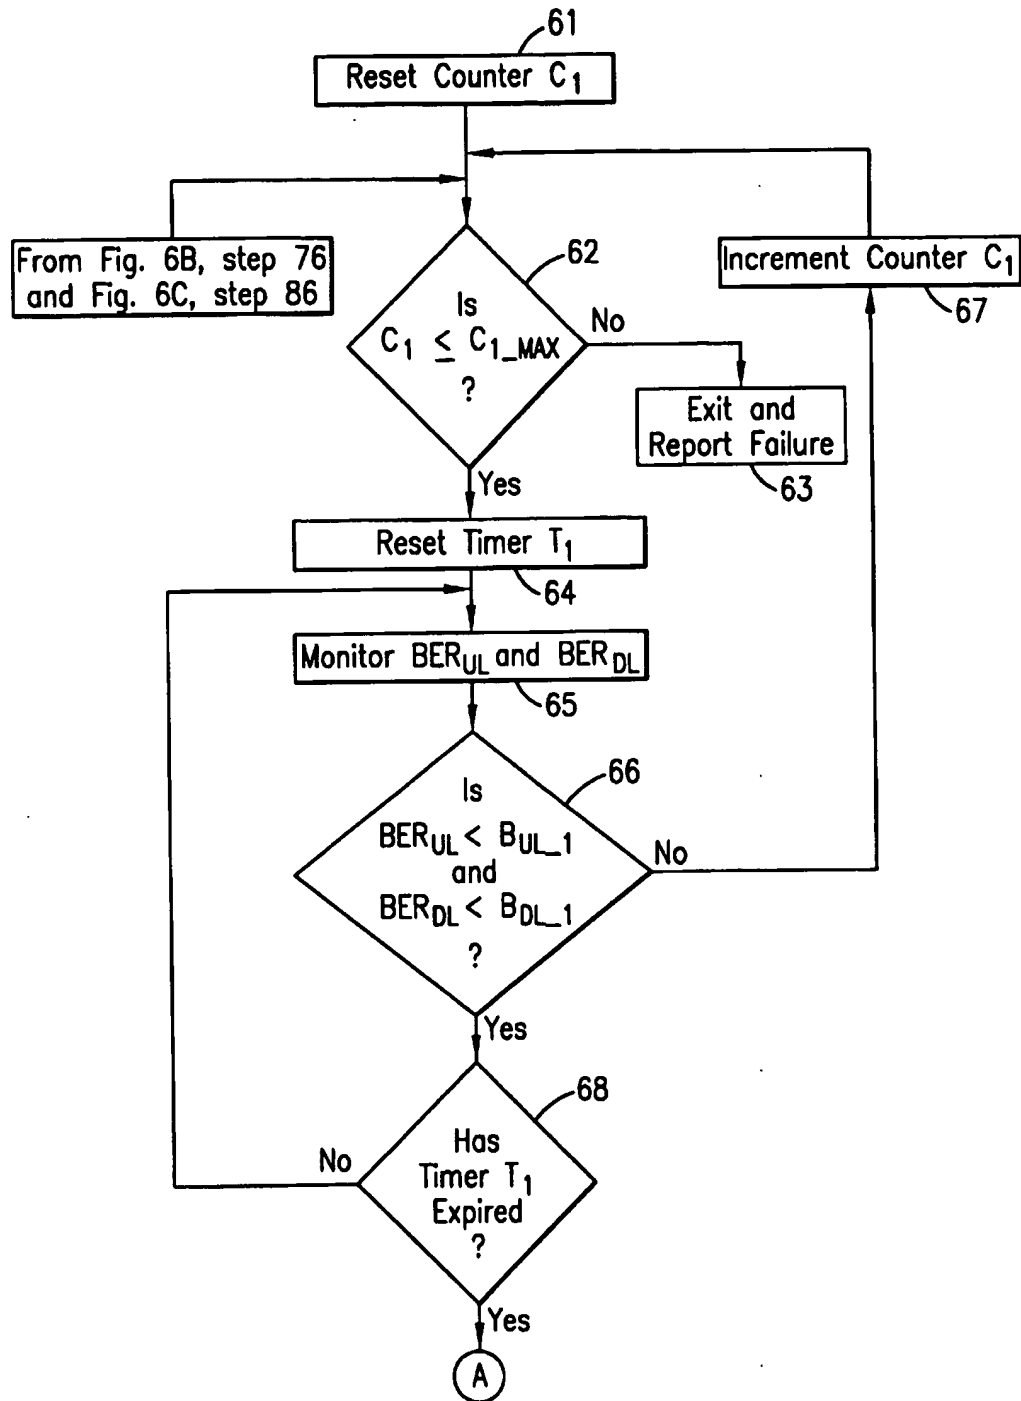 61
Reset Counter C1
From Fig. 6B, step 76
and Fig. 6C, step 86
62
Is
C1 ≤ C1_MAX
?
No
Increment Counter C1
67
Exit and
Report Failure
63
Yes
Reset Timer T1
64
Monitor BERUL and BERDL
65
66
Is
BERUL < BUL_1
and
BERDL < BDL_1
?
No
Yes
68
Has
Timer T1
Expired
?
No
Yes
A